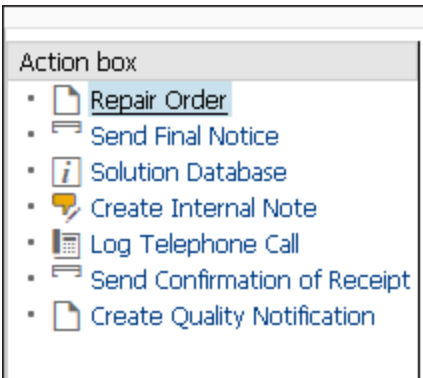 Action box
Repair Order
Send Final Notice
Solution Database
Create Internal Note
Log Telephone Call
Send Confirmation of Receipt
Create Quality Notification